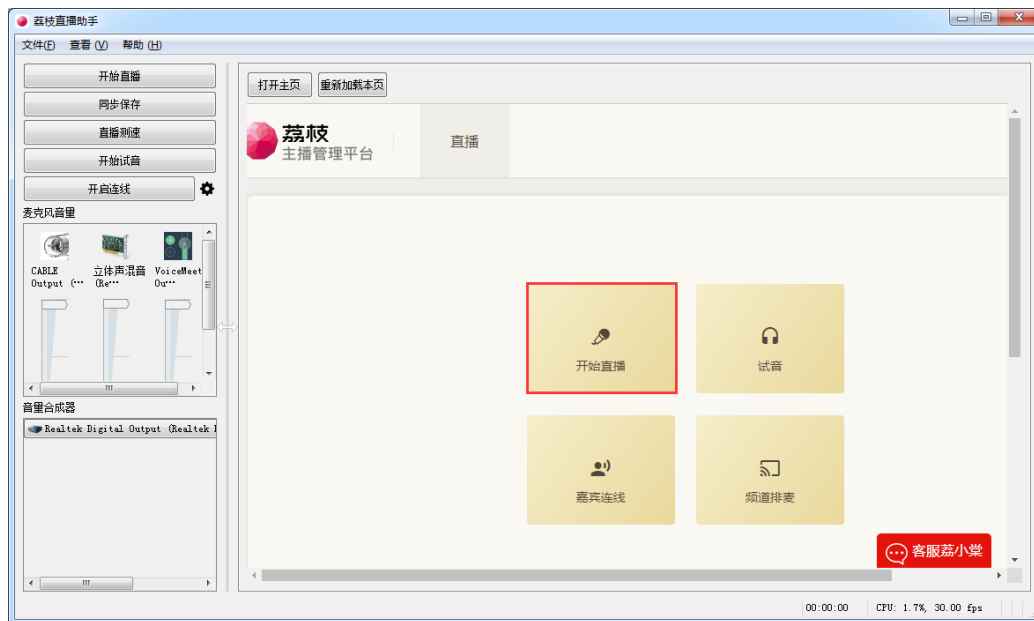 荔枝直播助手
文件(F) 查看 (V) 帮助 (H)
开始直播
同步保存
直播测速
开始试音
开启连线
麦克风音量
CABLE Output (…
立体声混音 (Re…
VoiceMeet Ou…
音量合成器
Realtek Digital Output (Realtek
打开主页 重新加载本页
荔枝
主播管理平台
直播
开始直播
试音
嘉宾连线
频道排麦
客服荔小棠
00:00:00 CPU: 1.7%, 30.00 fps